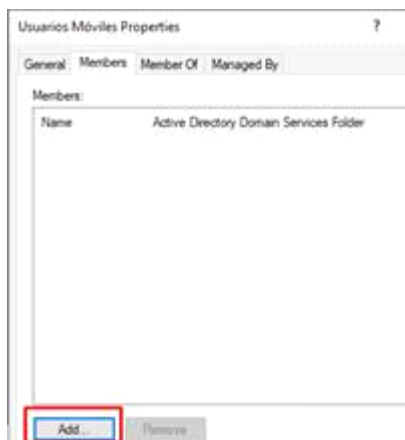 Usuarios Móviles Properties ?
General Members Member Of Managed By
Members:
Name Active Directory Domain Services Folder
Add... Remove